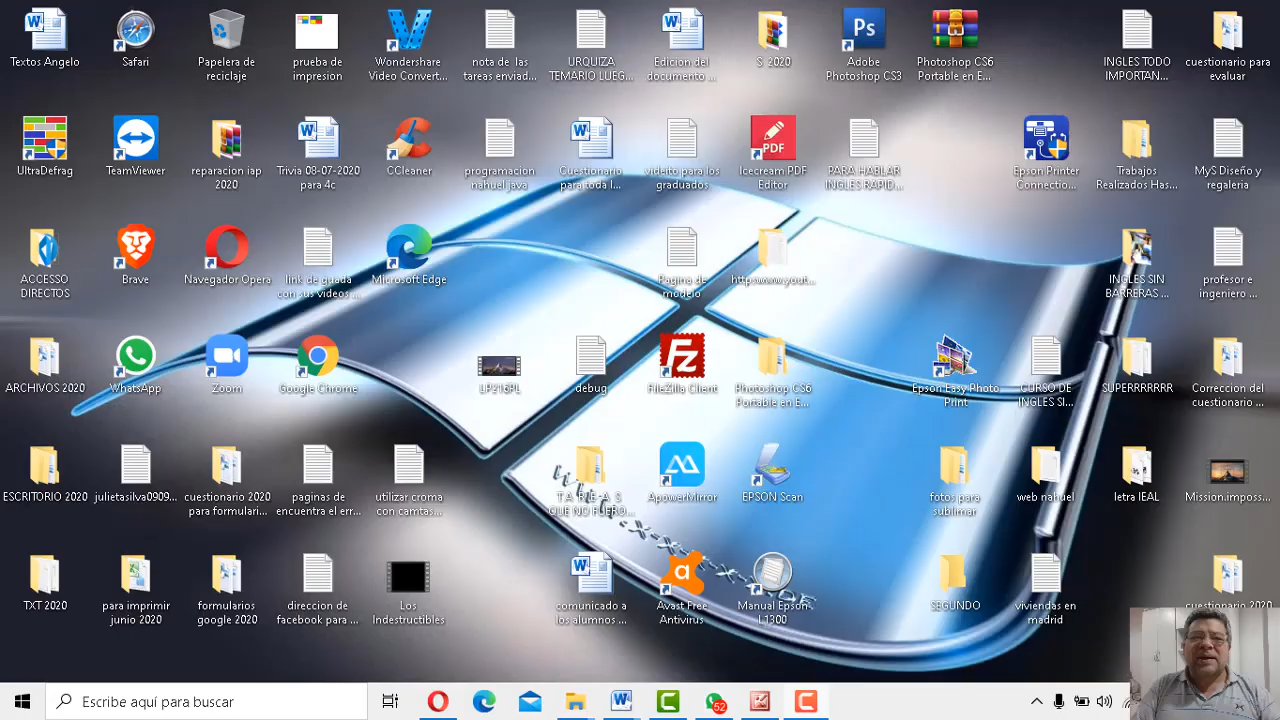 Textos Angelo
Safari
Papelera de
reciclaje
prueba de
impresion
Wondershare
Video Convert...
nota de las
tareas enviad...
URQUIZA
TEMARIO LUEG...
Edicion del
documento ...
S 2020
Adobe
Photoshop CS3
Photoshop CS6
Portable en E...
INGLES TODO
IMPORTAN...
cuestionario para
evaluar
UltraDefrag
TeamViewer
reparacion iap
2020
Trivia 08-07-2020
para 4c
CCleaner
programacion
nahuel java
Cuestionario
para toda l...
videito para los
graduados
Icecream PDF
Editor
PARA HABLAR
INGLES RAPID...
Epson Printer
Connectio...
Trabajos
Realizados Has...
MyS Diseño y
regaleria
ACCESSO
DIRECTOS
Brave
Navegador Opera
link de guada
con sus videos ...
Microsoft Edge
Pagina de
modelo
http:www.yout...
INGLES SIN
BARRERAS ...
profesor e
ingeniero ...
ARCHIVOS 2020
WhatsApp
Zoom
Google Chrome
debug
FileZilla Client
Photoshop CS6
Portable en E...
Epson Easy Photo
Print
CURSO DE
INGLES SI...
SUPERRRRRRR
Correccion del
cuestionario ...
ESCRITORIO 2020
julietasilva0909...
cuestionario 2020
para formulari...
paginas de
encuentra el err...
utilizar croma
con camtas...
T.A .R -E -A. S
QUE NO FUERO...
ApowerMirror
EPSON Scan
fotos para
sublimar
web nahuel
letra IEAL
Mission.imposs...
TXT 2020
para imprimir
junio 2020
formularios
google 2020
direccion de
facebook para ...
Los
Indestructibles
comunicado a
los alumnos ...
Avast Free
Antivirus
Manual Epson
L1300
SEGUNDO
viviendas en
madrid
cuestionario 2020
Escribe aquí para buscar
52